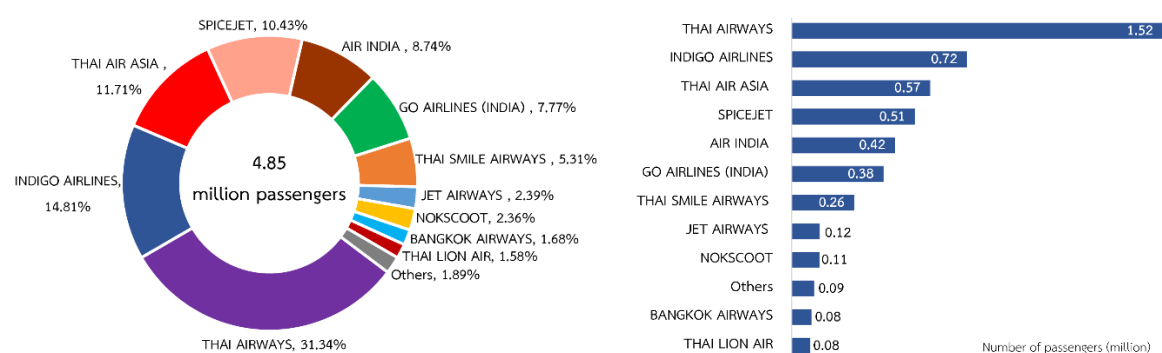 SPICEJET, 10.43%
AIR INDIA , 8.74%
THAI AIR ASIA ,
11.71%
GO AIRLINES (INDIA) , 7.77%
THAI SMILE AIRWAYS , 5.31%
4.85
million passengers
INDIGO AIRLINES,
14.81%
JET AIRWAYS , 2.39%
NOKSCOOT, 2.36%
BANGKOK AIRWAYS, 1.68%
THAI LION AIR, 1.58%
Others, 1.89%
THAI AIRWAYS, 31.34%
THAI AIRWAYS 1.52
INDIGO AIRLINES 0.72
THAI AIR ASIA 0.57
SPICEJET 0.51
AIR INDIA 0.42
GO AIRLINES (INDIA) 0.38
THAI SMILE AIRWAYS 0.26
JET AIRWAYS 0.12
NOKSCOOT 0.11
Others 0.09
BANGKOK AIRWAYS 0.08
THAI LION AIR 0.08
Number of passengers (million)